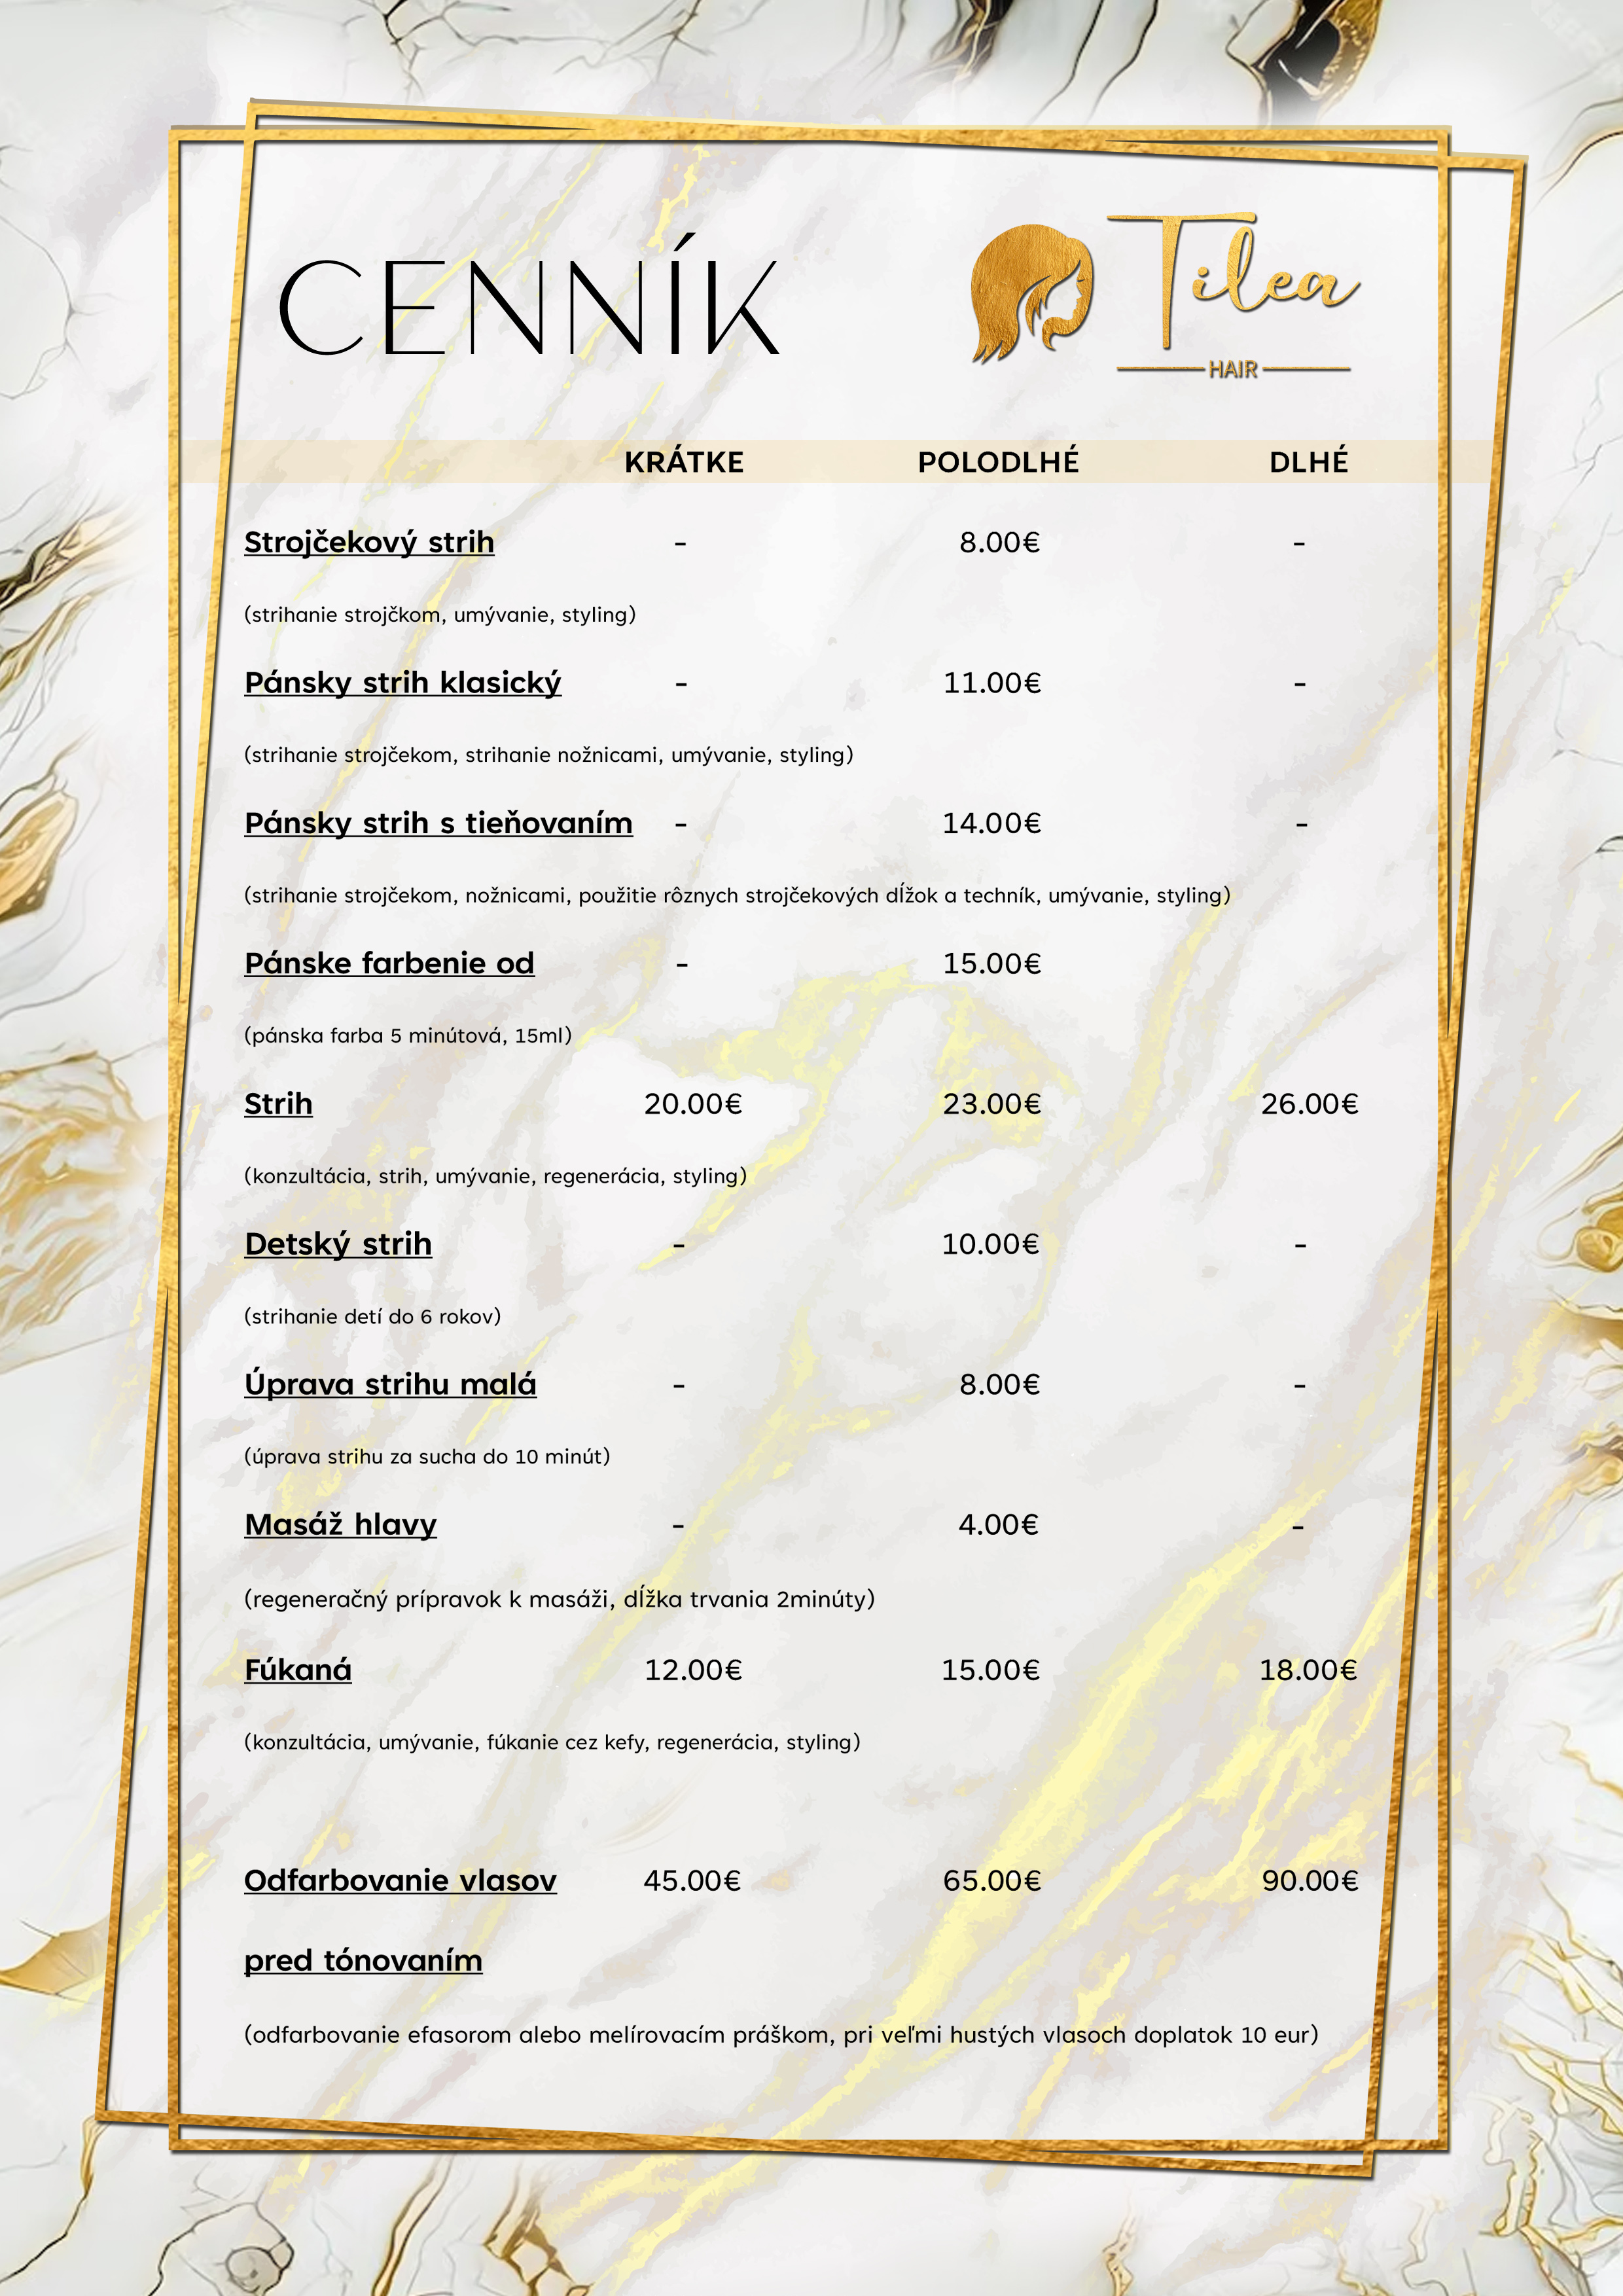 CENNÍK
Tilea
HAIR
KRÁTKE POLODLHÉ DLHÉ
Strojčekový strih - 8.00€ -
(strihanie strojčkom, umývanie, styling)
Pánsky strih klasický - 11.00€ -
(strihanie strojčekom, strihanie nožnicami, umývanie, styling)
Pánsky strih s tieňovaním - 14.00€ -
(strihanie strojčekom, nožnicami, použitie rôznych strojčekových dĺžok a techník, umývanie, styling)
Pánske farbenie od - 15.00€
(pánska farba 5 minútová, 15ml)
Strih 20.00€ 23.00€ 26.00€
(konzultácia, strih, umývanie, regenerácia, styling)
Detský strih - 10.00€ -
(strihanie detí do 6 rokov)
Úprava strihu malá - 8.00€ -
(úprava strihu za sucha do 10 minút)
Masáž hlavy - 4.00€ -
(regeneračný prípravok k masáži, dĺžka trvania 2minúty)
Fúkaná 12.00€ 15.00€ 18.00€
(konzultácia, umývanie, fúkanie cez kefy, regenerácia, styling)
Odfarbovanie vlasov 45.00€ 65.00€ 90.00€
pred tónovaním
(odfarbovanie efasorom alebo melírovacím práškom, pri veľmi hustých vlasoch doplatok 10 eur)